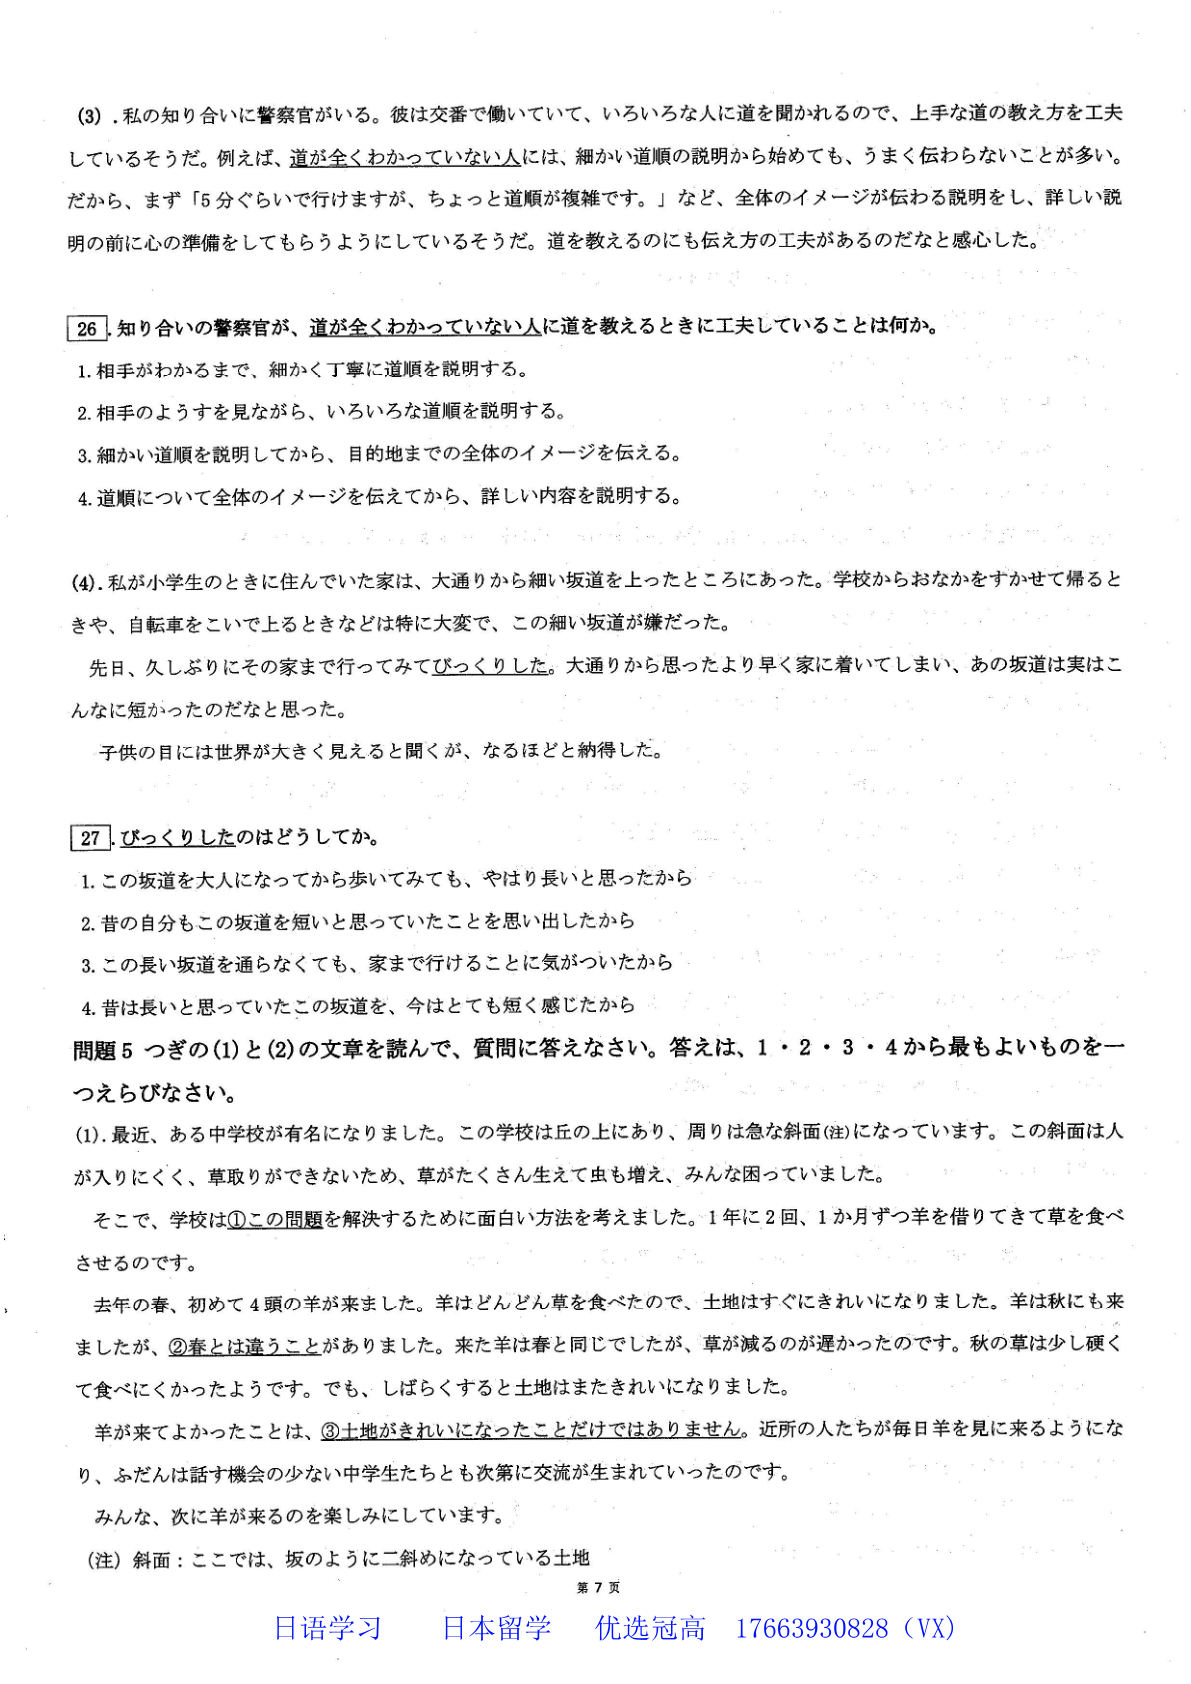 (3) .私の知り合いに警察官がいる。彼は交番で働いていて、いろいろな人に道を聞かれるので、上手な道の教え方を工夫
しているそうだ。例えば、道が全くわかっていない人には、細かい道順の説明から始めても、うまく伝わらないことが多い。
だから、まず「5分ぐらいで行けますが、ちょっと道順が複雑です。」など、全体のイメージが伝わる説明をし、詳しい説
明の前に心の準備をしてもらうようにしているそうだ。道を教えるのにも伝え方の工夫があるのだなと感心した。
26.知り合いの警察官が、道が全くわかっていない人に道を教えるときに工夫していることは何か。
1.相手がわかるまで、細かく丁寧に道順を説明する。
2.相手のようすを見ながら、いろいろな道順を説明する。
3.細かい道順を説明してから、目的地までの全体のイメージを伝える。
4.道順について全体のイメージを伝えてから、詳しい内容を説明する。
(4).私が小学生のときに住んでいた家は、大通りから細い坂道を上ったところにあった。学校からおなかをすかせて帰ると
きや、自転車をこいで上るときなどは特に大変で、この細い坂道が嫌だった。
先日、久しぶりにその家まで行ってみてびっくりした。大通りから思ったより早く家に着いてしまい、あの坂道は実はこ
んなに短かったのだなと思った。
子供の目には世界が大きく見えると聞くが、なるほどと納得した。
27.びっくりしたのはどうしてか。
1.この坂道を大人になってから歩いてみても、やはり長いと思ったから
2.昔の自分もこの坂道を短いと思っていたことを思い出したから
3.この長い坂道を通らなくても、家まで行けることに気がついたから
4.昔は長いと思っていたこの坂道を、今はとても短く感じたから
問題5 つぎの(1)と(2)の文章を読んで、質問に答えなさい。答えは、1・2・3・4から最もよいものを一
つえらびなさい。
(1).最近、ある中学校が有名になりました。この学校は丘の上にあり、周りは急な斜面(注)になっています。この斜面は人
が入りにくく、草取りができないため、草がたくさん生えて虫も増え、みんな困っていました。
そこで、学校は①この問題を解決するために面白い方法を考えました。1年に2回、1か月ずつ羊を借りてきて草を食べ
させるのです。
去年の春、初めて4頭の羊が来ました。羊はどんどん草を食べたので、土地はすぐにきれいになりました。羊は秋にも来
ましたが、②春とは違うことがありました。来た羊は春と同じでしたが、草が減るのが遅かったのです。秋の草は少し硬く
て食べにくかったようです。でも、しばらくすると土地はまたきれいになりました。
羊が来てよかったことは、③土地がきれいになったことだけではありません。近所の人たちが毎日羊を見に来るようにな
り、ふだんは話す機会の少ない中学生たちとも次第に交流が生まれていったのです。
みんな、次に羊が来るのを楽しみにしています。
(注) 斜面：ここでは、坂のように二斜めになっている土地
第 7 页
日语学习 日本留学 优选冠高 17663930828（VX）